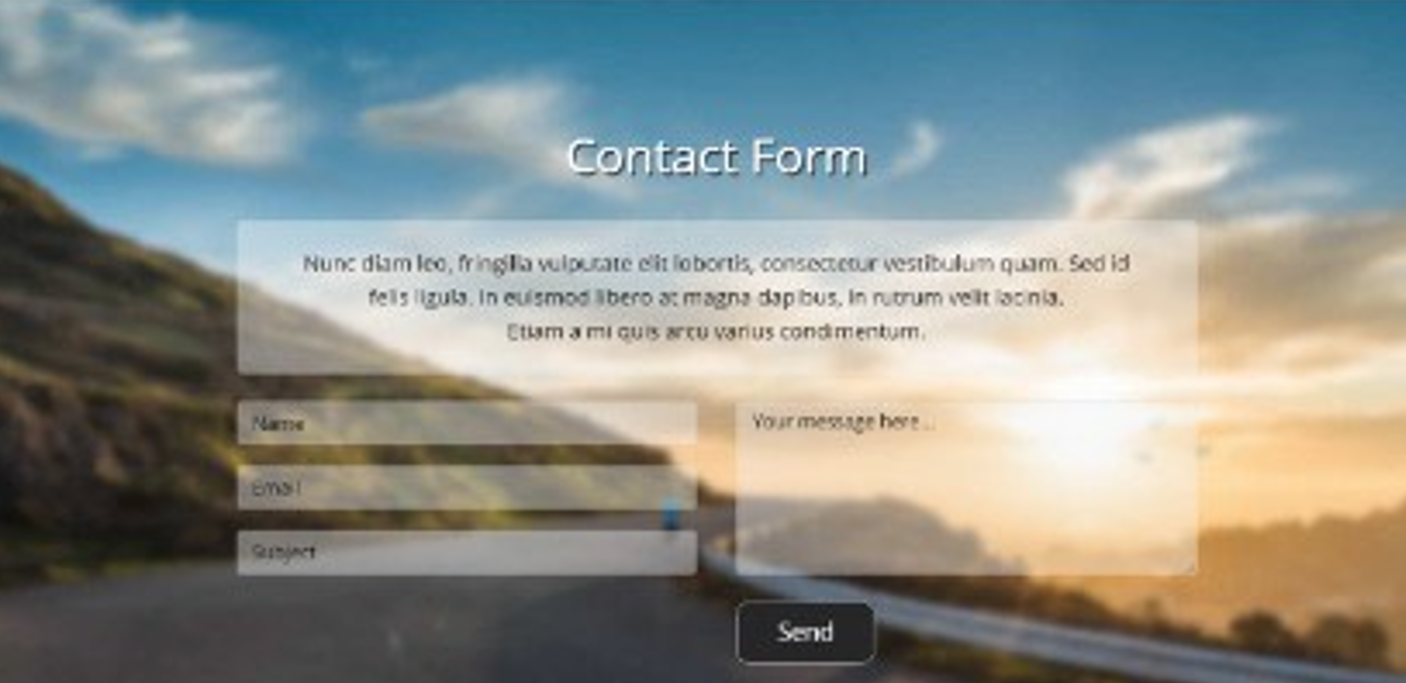 Contact Form
Nunc diam leo, fringilla vulputate elit lobortis, consectetur vestibulum quam. Sed id
felis ligula. In euismod libero at magna dapibus, in rutrum velit lacinia.
Etiam a mi quis arcu varius condimentum.
Name
Your message here ...
Email
Subject
Send